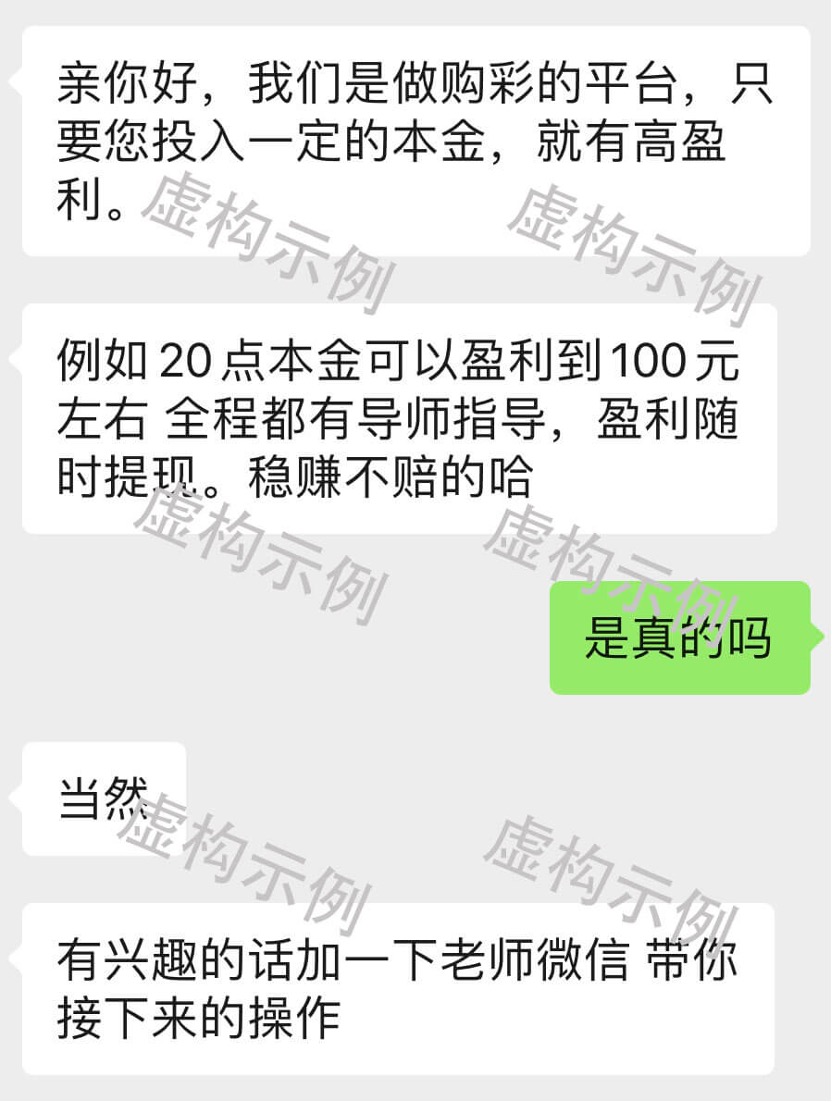 亲你好，我们是做购彩的平台，只
要您投入一定的本金，就有高盈
利。
虚构示例
虚构示例
例如20点本金可以盈利到100元
左右 全程都有导师指导，盈利随
时提现。稳赚不赔的哈
虚构示例
虚构示例
是真的吗
当然
虚构示例
虚构示例
有兴趣的话加一下老师微信 带你
接下来的操作